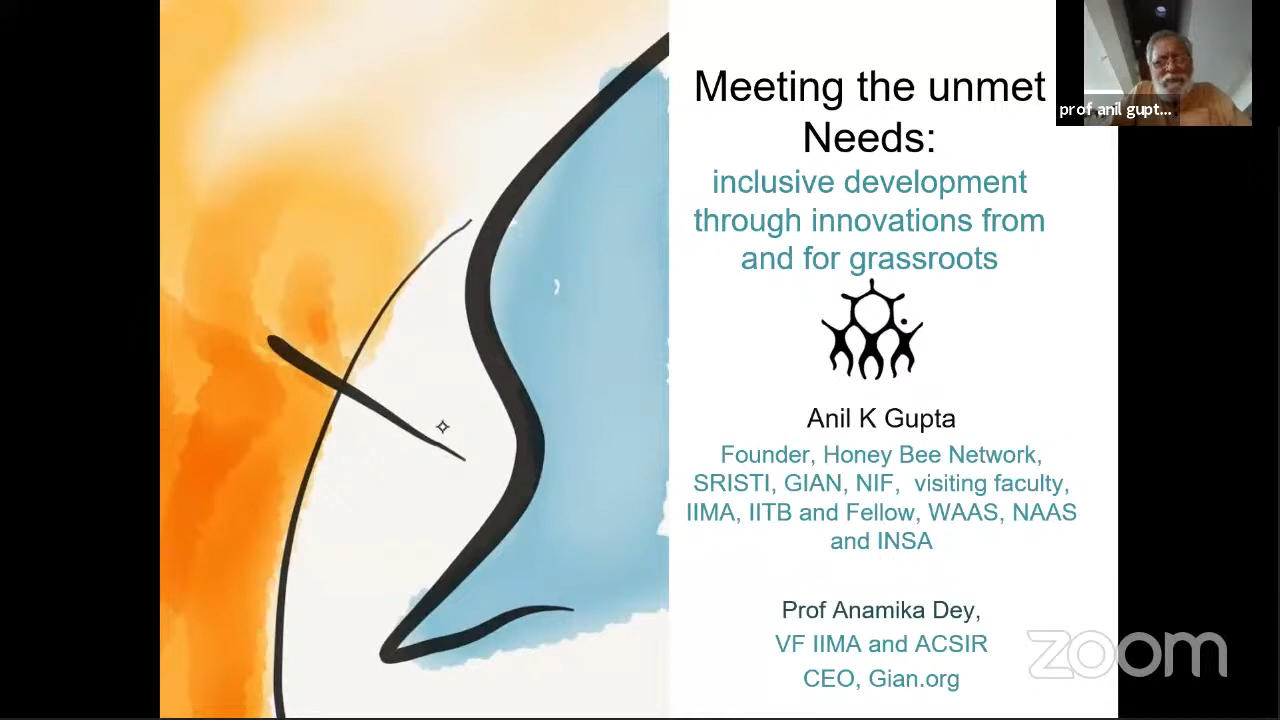 Meeting the unmet
Needs:
inclusive development
through innovations from
and for grassroots
Anil K Gupta
Founder, Honey Bee Network,
SRISTI, GIAN, NIF, visiting faculty,
IIMA, IITB and Fellow, WAAS, NAAS
and INSA
Prof Anamika Dey,
VF IIMA and ACSIR
CEO, Gian.org
prof anil gupt...
zoom